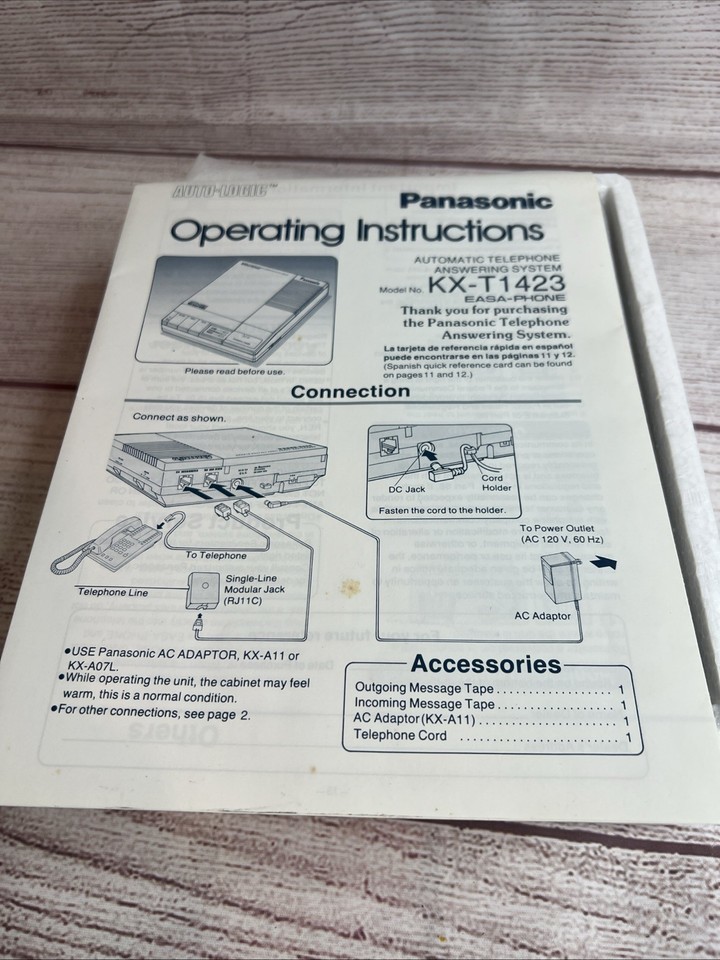 AUTO-LOGIC™
Panasonic
Operating Instructions
AUTOMATIC TELEPHONE
ANSWERING SYSTEM
Model No. KX-T1423
EASA-PHONE
Thank you for purchasing
the Panasonic Telephone
Answering System.
La tarjeta de referencia rápida en español
puede encontrarse en las páginas 11 y 12.
(Spanish quick reference card can be found
on pages 11 and 12.)
Please read before use.
Connection
Connect as shown.
DC Jack
Cord
Holder
Fasten the cord to the holder.
To Power Outlet
(AC 120 V, 60 Hz)
To Telephone
Telephone Line
Single-Line
Modular Jack
(RJ11C)
AC Adaptor
●USE Panasonic AC ADAPTOR, KX-A11 or
KX-A07L.
●While operating the unit, the cabinet may feel
warm, this is a normal condition.
●For other connections, see page 2.
Accessories
Outgoing Message Tape . . . . . . . . . . . . . . . . . . 1
Incoming Message Tape . . . . . . . . . . . . . . . . . . 1
AC Adaptor (KX-A11) . . . . . . . . . . . . . . . . . . . . . 1
Telephone Cord . . . . . . . . . . . . . . . . . . . . . . . 1